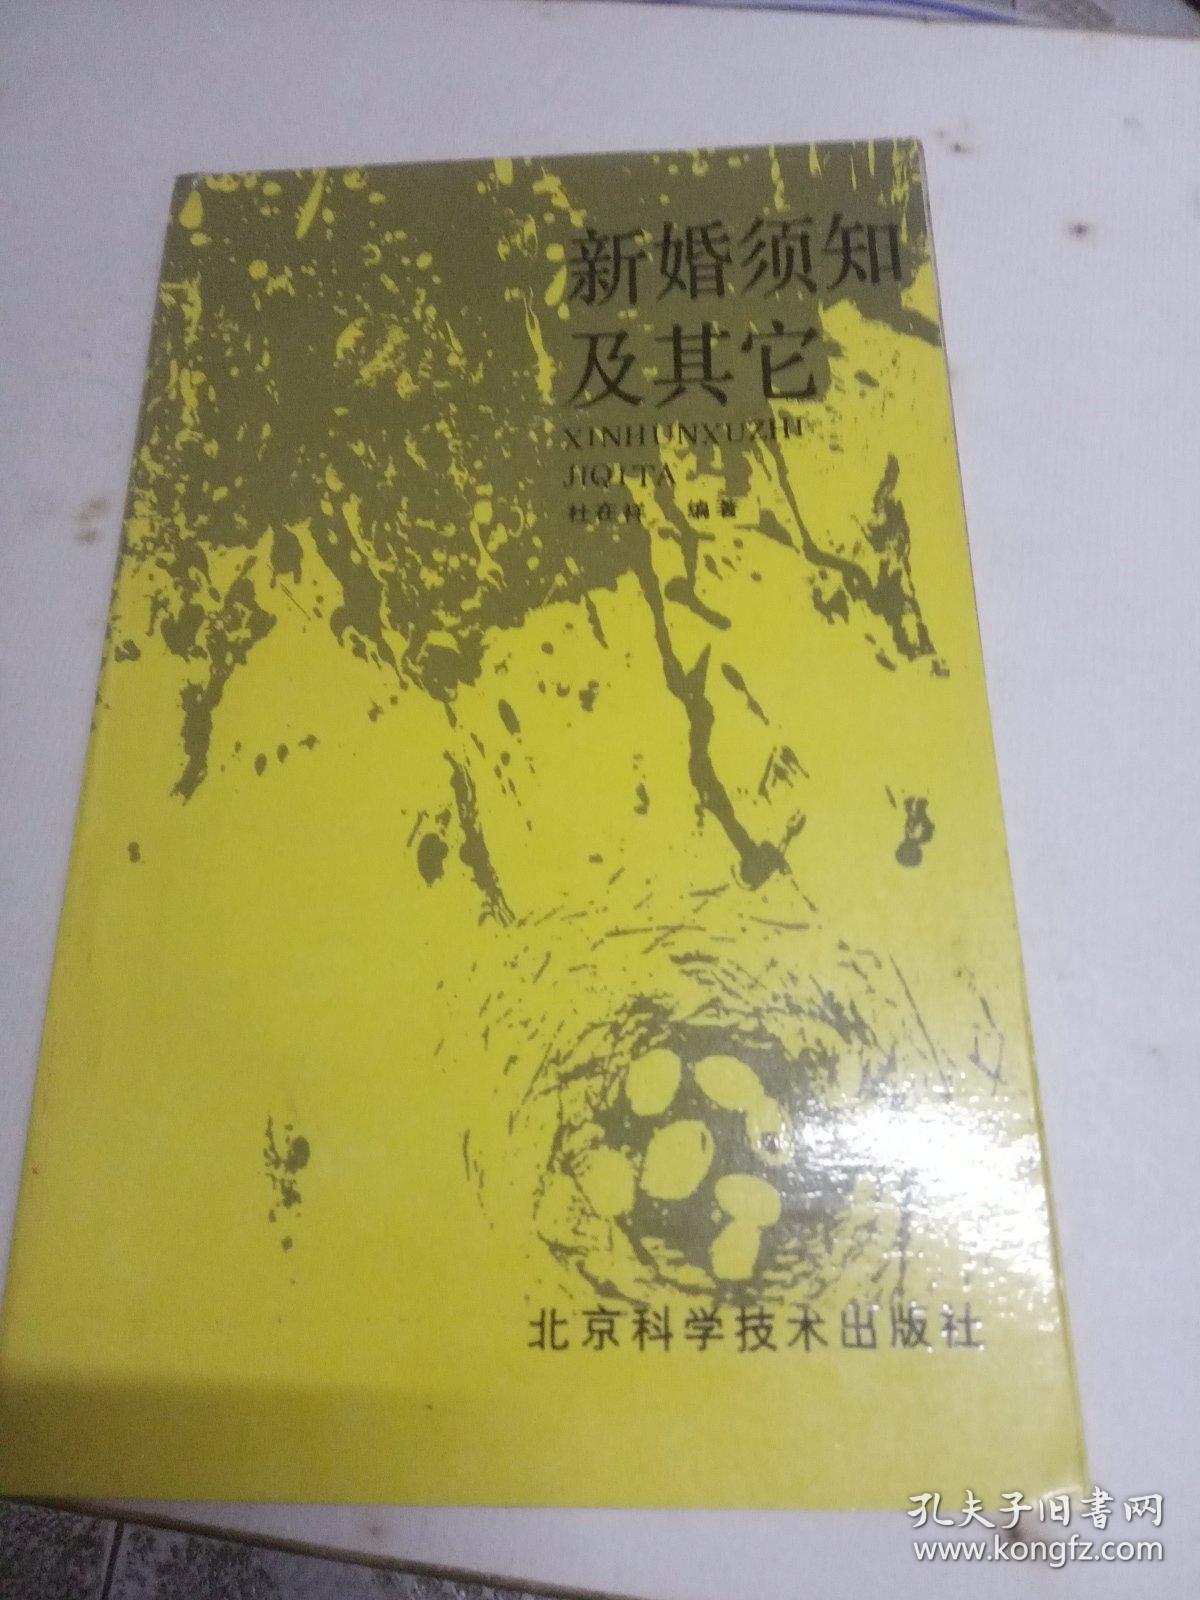 新婚须知
及其它
XINHUNXUZHI
JIQITA
杜在祥 编著
北京科学技术出版社
孔夫子旧书网
www.kongfz.com